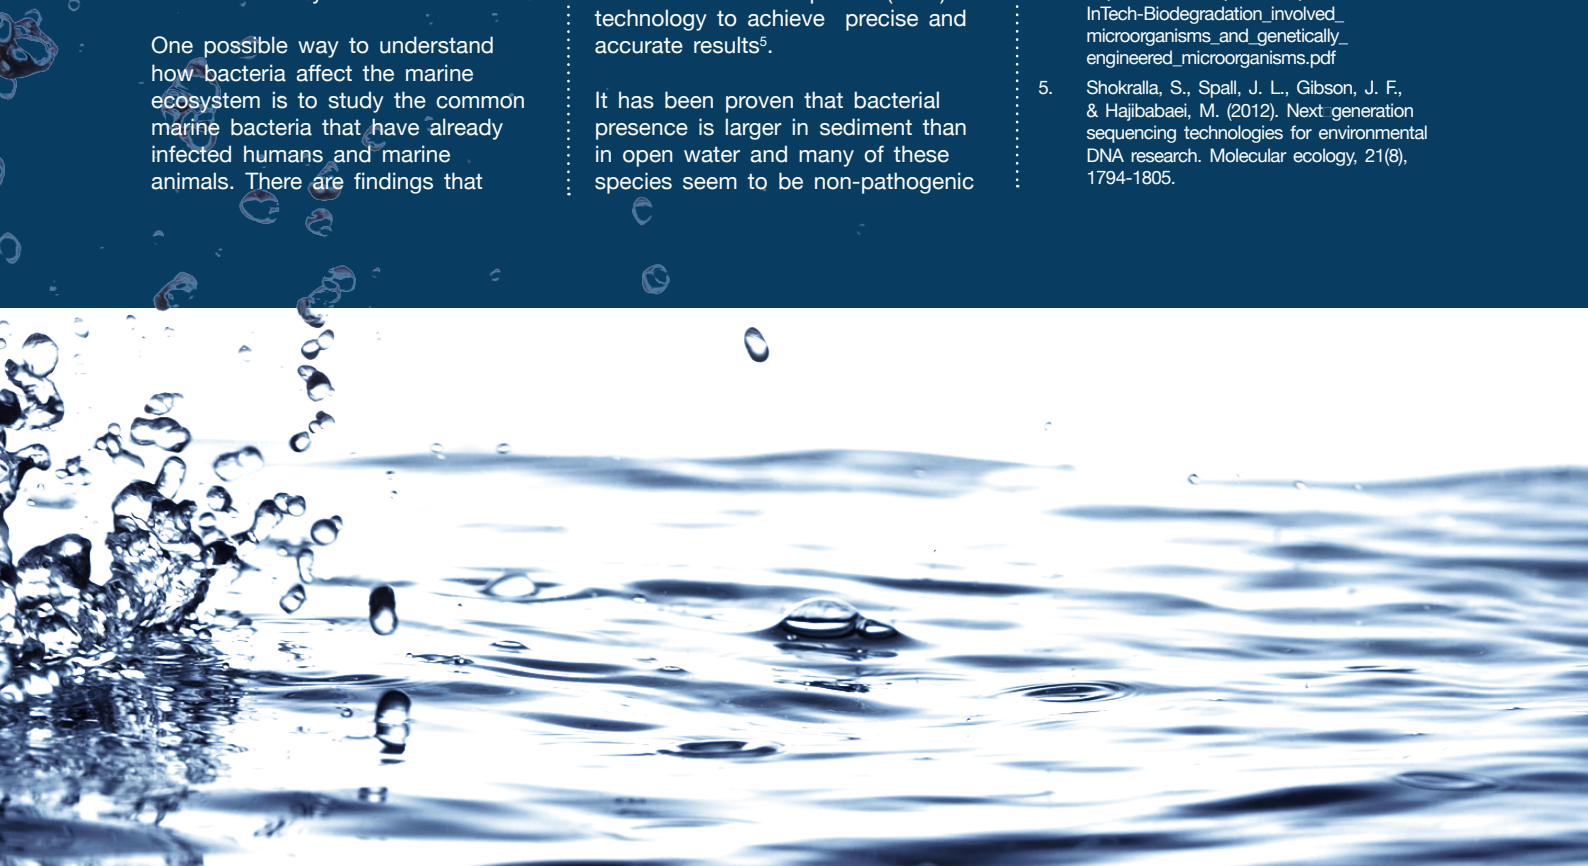 One possible way to understand
how bacteria affect the marine
ecosystem is to study the common
marine bacteria that have already
infected humans and marine
animals. There are findings that
technology to achieve precise and
accurate results⁵.
It has been proven that bacterial
presence is larger in sediment than
in open water and many of these
species seem to be non-pathogenic
InTech-Biodegradation_involved_
microorganisms_and_genetically_
engineered_microorganisms.pdf
5. Shokralla, S., Spall, J. L., Gibson, J. F.,
& Hajibabaei, M. (2012). Next□generation
sequencing technologies for environmental
DNA research. Molecular ecology, 21(8),
1794-1805.